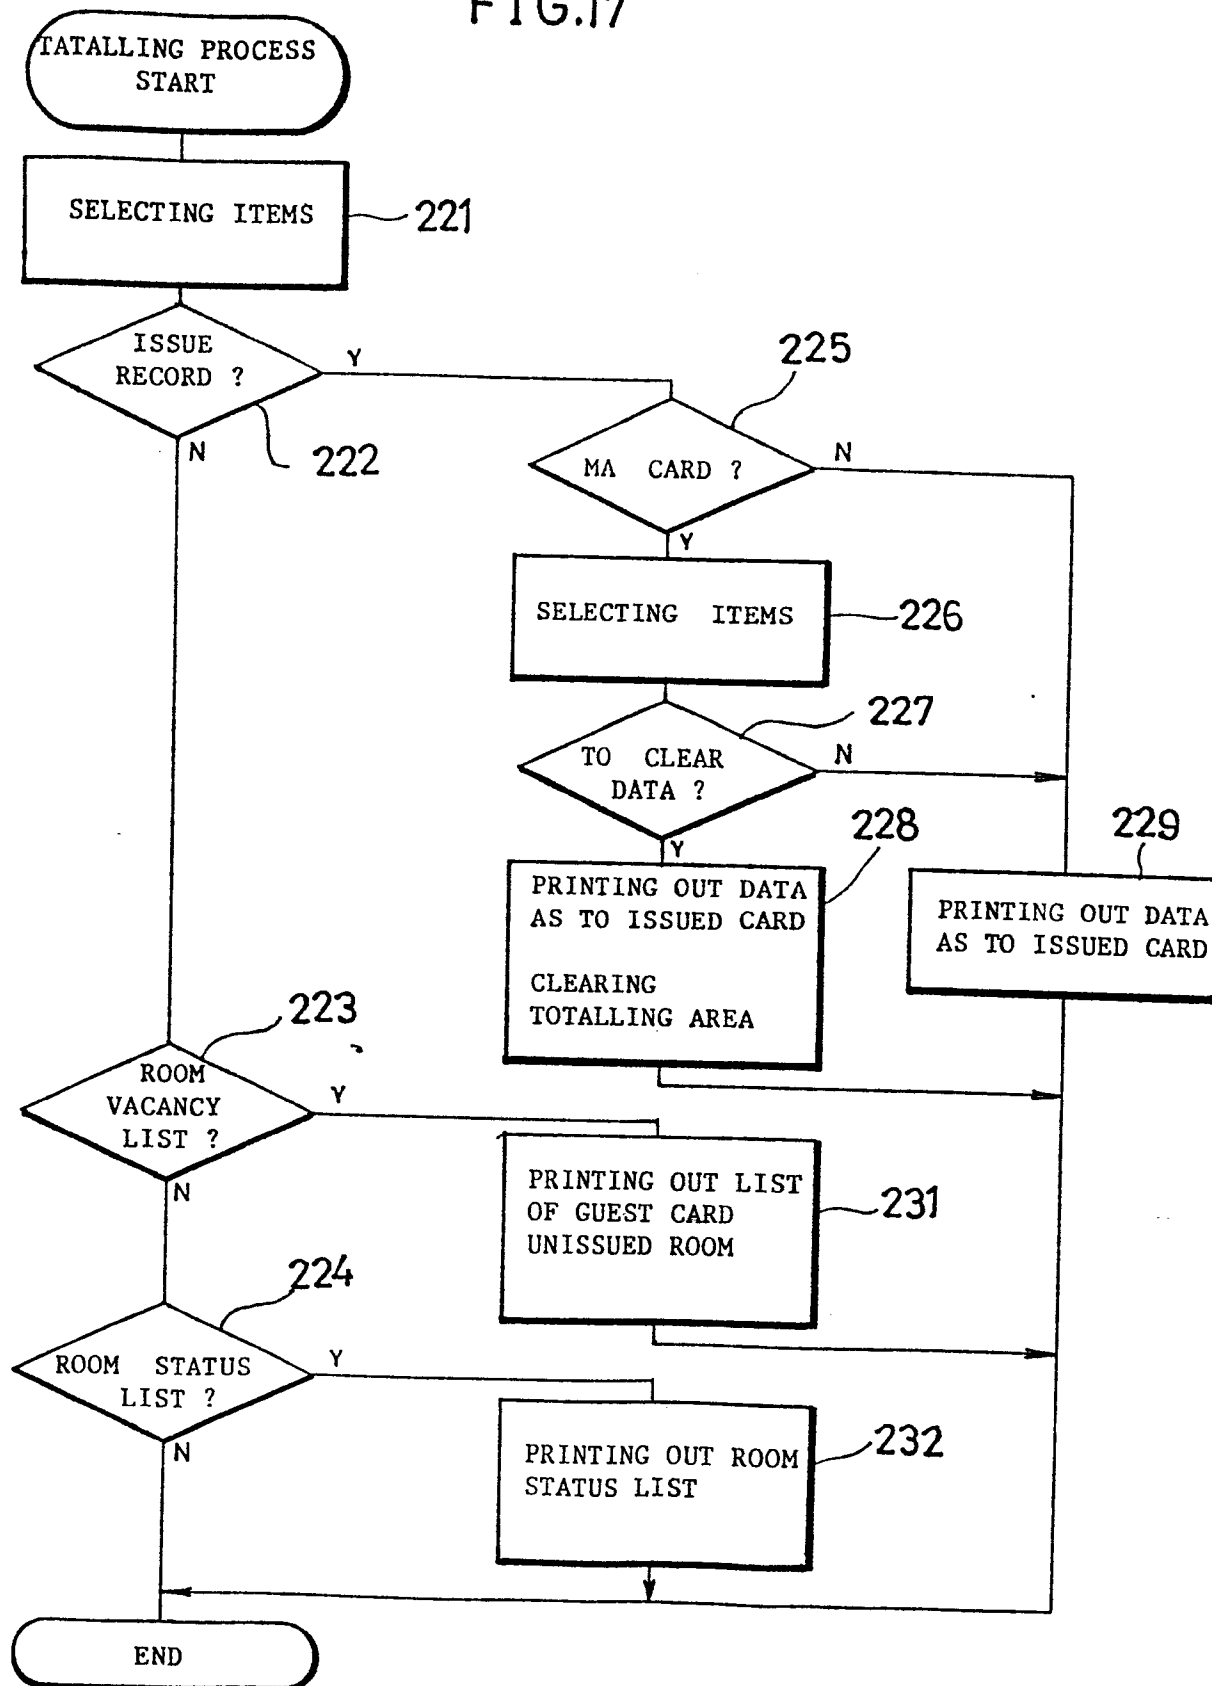 FIG.17
TATALLING PROCESS
START
SELECTING ITEMS
221
ISSUE
RECORD ?
Y
N
222
225
MA CARD ?
N
Y
SELECTING ITEMS
226
227
TO CLEAR
DATA ?
N
Y
228
PRINTING OUT DATA
AS TO ISSUED CARD
CLEARING
TOTALLING AREA
229
PRINTING OUT DATA
AS TO ISSUED CARD
223
ROOM
VACANCY
LIST ?
Y
N
PRINTING OUT LIST
OF GUEST CARD
UNISSUED ROOM
231
224
ROOM STATUS
LIST ?
Y
N
PRINTING OUT ROOM
STATUS LIST
232
END